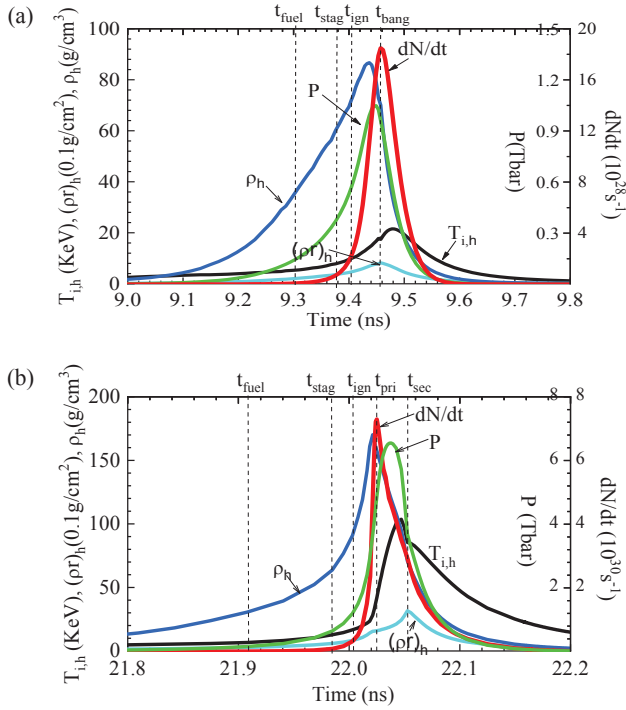 (a)
t_fuel t_stag t_ign t_bang
100 1.5 20
80 1.2 16
60 0.9 12
40 0.6 8
20 0.3 4
0 0.0 0
dN/dt
P
ρ_h
(ρr)_h
T_i,h
T_i,h (KeV), (ρr)_h(0.1g/cm²), ρ_h(g/cm³)
P(Tbar)
dNdt (10²⁸s⁻¹)
9.0 9.1 9.2 9.3 9.4 9.5 9.6 9.7 9.8
Time (ns)
(b)
t_fuel t_stag t_ign t_pri t_sec
200
150
100
50
0
8
6
4
2
0
8
6
4
2
dN/dt
P
ρ_h
T_i,h
(ρr)_h
T_i,h (KeV), (ρr)_h(0.1g/cm²), ρ_h(g/cm³)
P (Tbar)
dN/dt (10³⁰s⁻¹)
21.8 21.9 22.0 22.1 22.2
Time (ns)